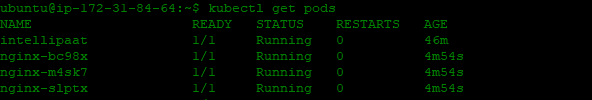 ubuntu@ip-172-31-84-64:~$ kubectl get pods
NAME READY STATUS RESTARTS AGE
intellipaat 1/1 Running 0 46m
nginx-bc98x 1/1 Running 0 4m54s
nginx-m4sk7 1/1 Running 0 4m54s
nginx-slptx 1/1 Running 0 4m54s